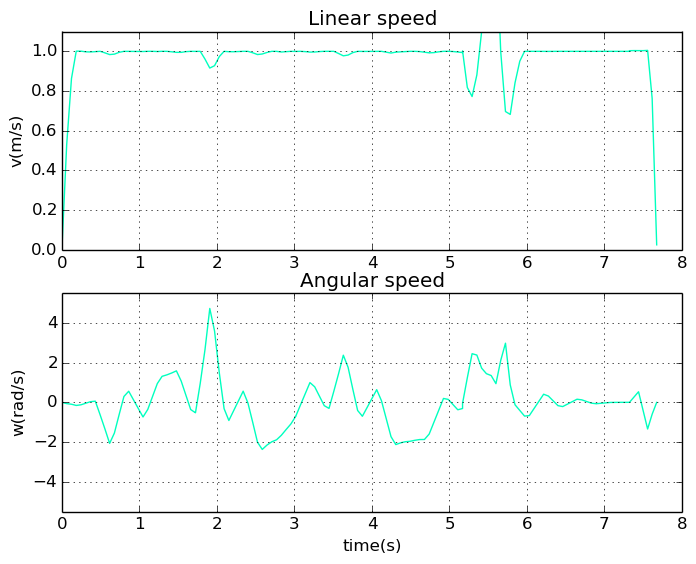 Linear speed
v(m/s)
1.0
0.8
0.6
0.4
0.2
0.0
0 1 2 3 4 5 6 7 8
Angular speed
w(rad/s)
4
2
0
−2
−4
0 1 2 3 4 5 6 7 8
time(s)